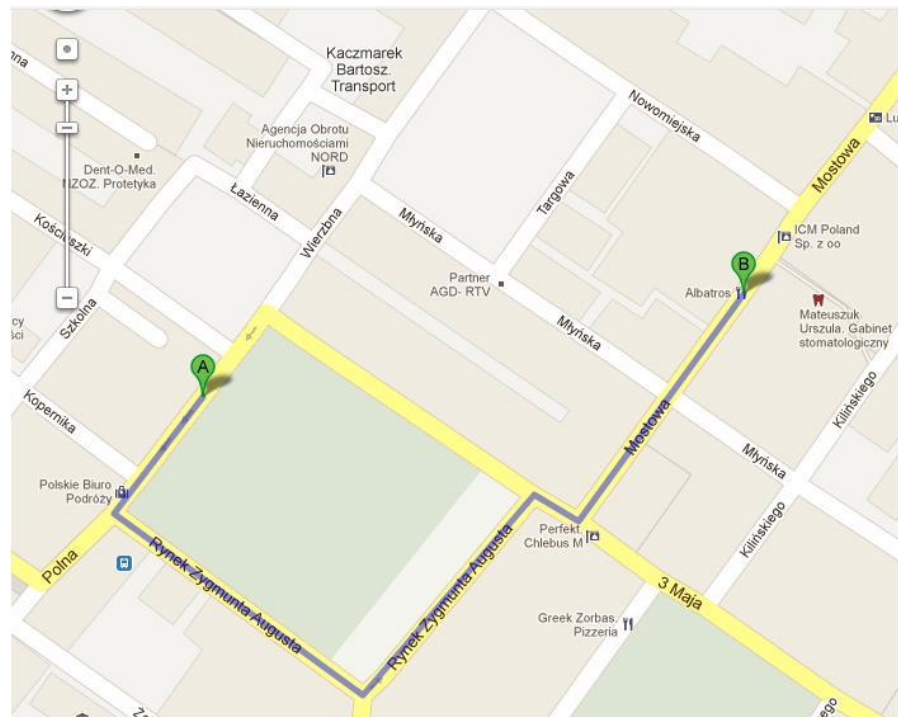 Kaczmarek
Bartosz.
Transport
Nowomiejska
Lu
Mostowa
Agencja Obrotu
Nieruchomościami
NORD
Dent-O-Med.
NZOZ. Protetyka
Łazienna
Targowa
Kościuszki
Wierzbna
Młyńska
ICM Poland
Sp. z oo
B
Partner
AGD- RTV
Albatros
Mateuszuk
Urszula. Gabinet
stomatologiczny
Szkolna
Młyńska
A
Kilińskiego
Kopernika
Mostowa
Młyńska
Polskie Biuro
Podróży
Perfekt.
Chlebus M
Kilińskiego
Rynek Zygmunta Augusta
Rynek Zygmunta Augusta
Polna
3 Maja
Greek Zorbas.
Pizzeria